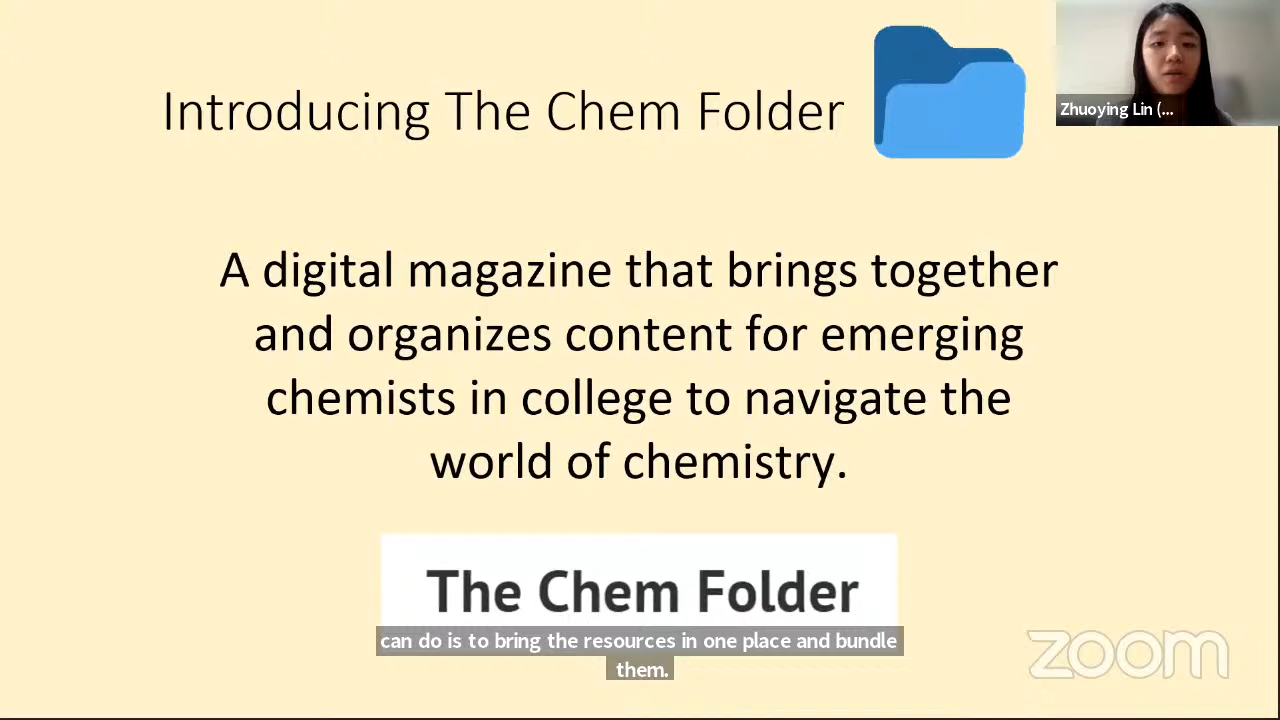 Introducing The Chem Folder
Zhuoying Lin (...
A digital magazine that brings together
and organizes content for emerging
chemists in college to navigate the
world of chemistry.
The Chem Folder
can do is to bring the resources in one place and bundle
them.
zoom